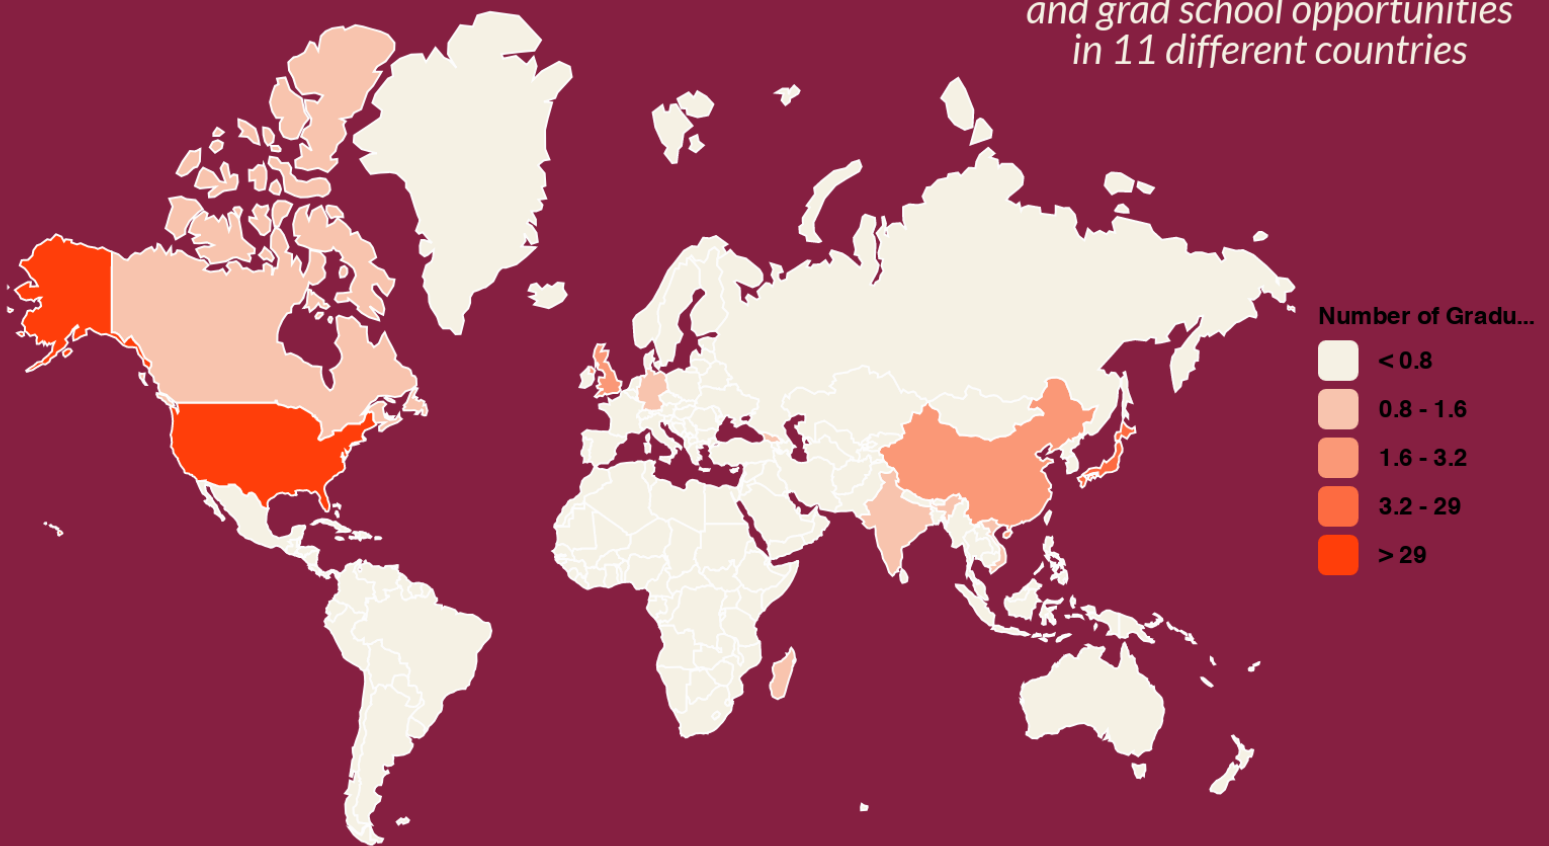 and grad school opportunities
in 11 different countries
Number of Gradu...
< 0.8
0.8 - 1.6
1.6 - 3.2
3.2 - 29
> 29